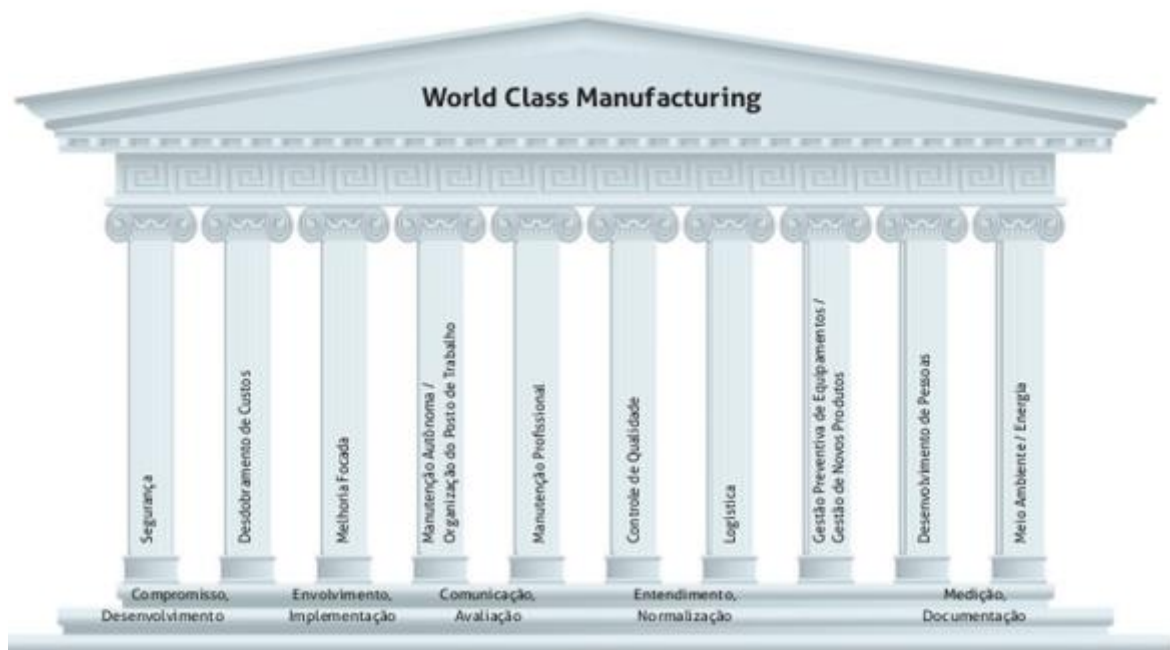 World Class Manufacturing
Segurança
Desdobramento de Custos
Melhoria Focada
Manutenção Autônoma /
Organização do Posto de Trabalho
Manutenção Profissional
Controle de Qualidade
Logística
Gestão Preventiva de Equipamentos /
Gestão de Novos Produtos
Desenvolvimento de Pessoas
Meio Ambiente / Energia
Compromisso,
Desenvolvimento
Envolvimento,
Implementação
Comunicação,
Avaliação
Entendimento,
Normalização
Medição,
Documentação